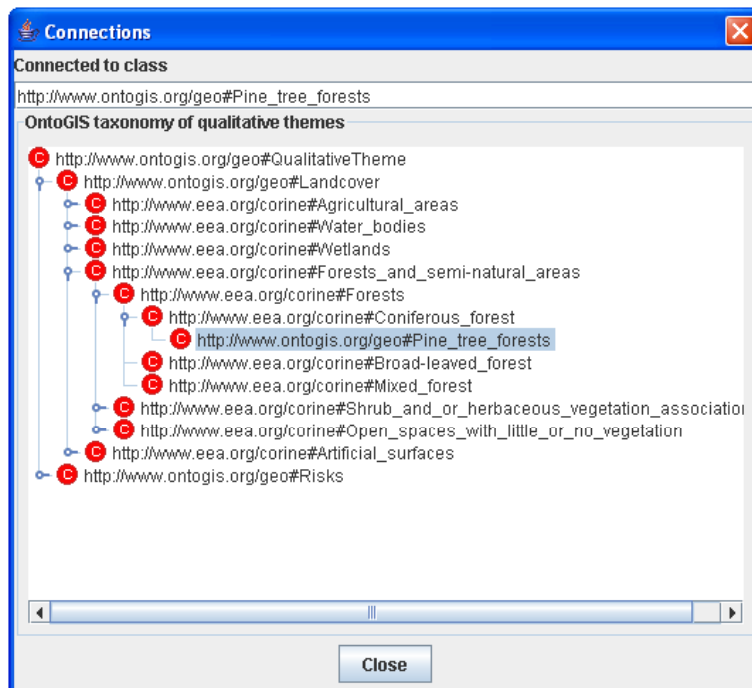 Connections
Connected to class
http://www.ontogis.org/geo#Pine_tree_forests
OntoGIS taxonomy of qualitative themes
C http://www.ontogis.org/geo#QualitativeTheme
C http://www.ontogis.org/geo#Landcover
C http://www.eea.org/corine#Agricultural_areas
C http://www.eea.org/corine#Water_bodies
C http://www.eea.org/corine#Wetlands
C http://www.eea.org/corine#Forests_and_semi-natural_areas
C http://www.eea.org/corine#Forests
C http://www.eea.org/corine#Coniferous_forest
C http://www.ontogis.org/geo#Pine_tree_forests
C http://www.eea.org/corine#Broad-leaved_forest
C http://www.eea.org/corine#Mixed_forest
C http://www.eea.org/corine#Shrub_and_or_herbaceous_vegetation_association
C http://www.eea.org/corine#Open_spaces_with_little_or_no_vegetation
C http://www.eea.org/corine#Artificial_surfaces
C http://www.ontogis.org/geo#Risks
Close